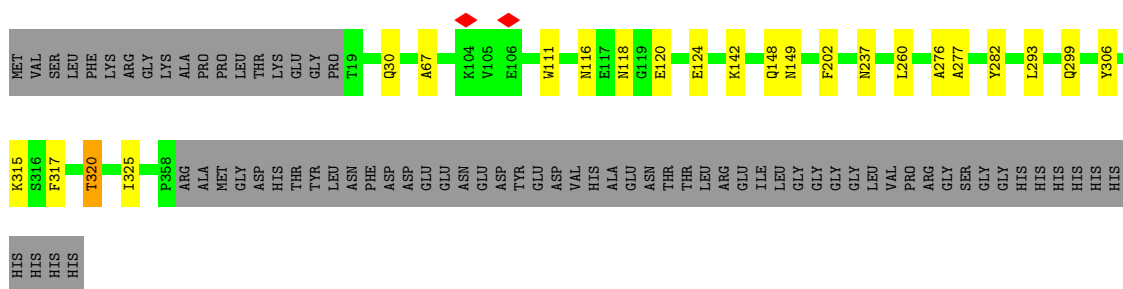 MET VAL SER LEU PHE LYS ARG GLY LYS ALA PRO PRO LEU THR LYS GLU GLY PRO T19 Q30 A67 K104 V105 E106 W111 N116 E117 N118 G119 E120 E124 K142 Q148 N149 F202 N237 L260 A276 A277 Y282 L293 Q299 Y306
K315 S316 F317 T320 I325 P358 ARG ALA MET GLY ASP HIS THR TYR LEU ASN PHE ASP ASP GLU GLU ASN GLU ASP TYR GLU ASP VAL HIS ALA GLU ASN THR THR LEU ARG GLU ILE LEU GLY GLY GLY GLY LEU VAL PRO ARG GLY SER GLY GLY HIS HIS HIS HIS HIS HIS
HIS HIS HIS HIS